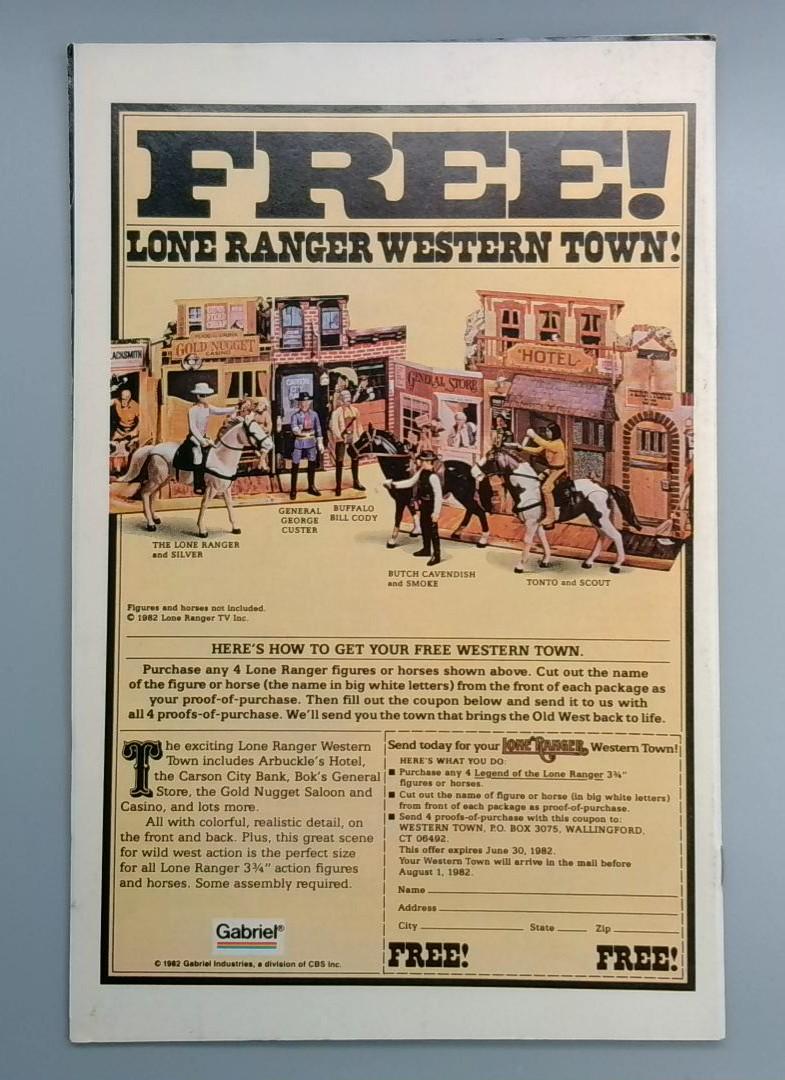 FREE!
LONE RANGER WESTERN TOWN!
GOLD NUGGET
CASINO
HOTEL
LACKSMITH
GENERAL STORE
GENERAL
GEORGE
CUSTER
BUFFALO
BILL CODY
THE LONE RANGER
and SILVER
BUTCH CAVENDISH
and SMOKE
TONTO and SCOUT
Figures and horses not included.
© 1982 Lone Ranger TV Inc.
HERE'S HOW TO GET YOUR FREE WESTERN TOWN.
Purchase any 4 Lone Ranger figures or horses shown above. Cut out the name
of the figure or horse (the name in big white letters) from the front of each package as
your proof-of-purchase. Then fill out the coupon below and send it to us with
all 4 proofs-of-purchase. We'll send you the town that brings the Old West back to life.
The exciting Lone Ranger Western
Town includes Arbuckle's Hotel,
the Carson City Bank, Bok's General
Store, the Gold Nugget Saloon and
Casino, and lots more.
All with colorful, realistic detail, on
the front and back. Plus, this great scene
for wild west action is the perfect size
for all Lone Ranger 3¾" action figures
and horses. Some assembly required.
Gabriel®
© 1982 Gabriel Industries, a division of CBS Inc.
Send today for your LONE RANGER Western Town!
HERE'S WHAT YOU DO:
■ Purchase any 4 Legend of the Lone Ranger 3¾"
figures or horses.
■ Cut out the name of figure or horse (in big white letters)
from front of each package as proof-of-purchase.
■ Send 4 proofs-of-purchase with this coupon to:
WESTERN TOWN, P.O. BOX 3075, WALLINGFORD,
CT 06492.
This offer expires June 30, 1982.
Your Western Town will arrive in the mail before
August 1, 1982.
Name
Address
City State Zip
FREE! FREE!